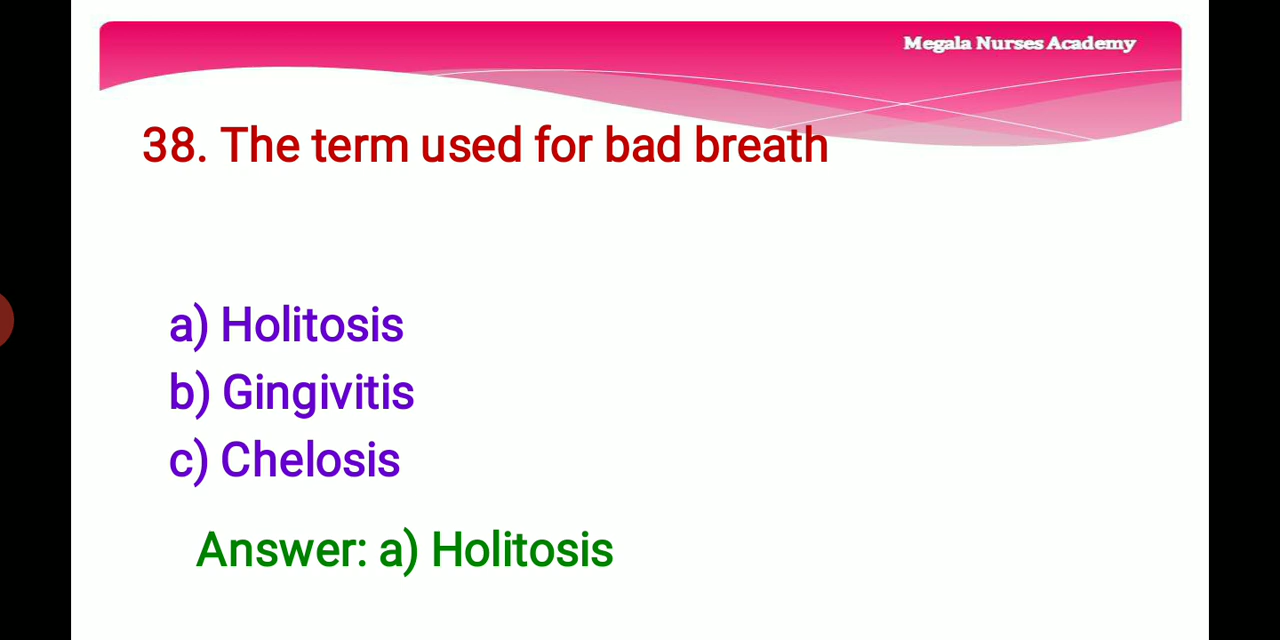 Megala Nurses Academy
38. The term used for bad breath
a) Holitosis
b) Gingivitis
c) Chelosis
Answer: a) Holitosis